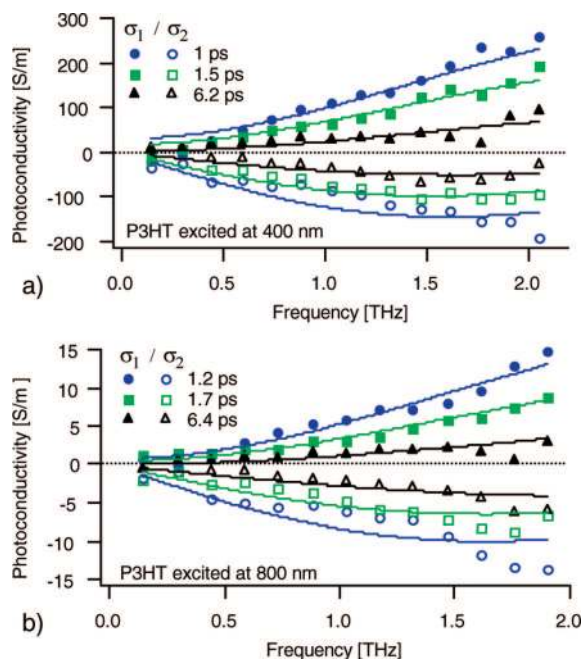 300
200
100
0
-100
-200
Photoconductivity [S/m]
σ1 / σ2
1 ps
1.5 ps
6.2 ps
P3HT excited at 400 nm
a)
0.0 0.5 1.0 1.5 2.0
Frequency [THz]
15
10
5
0
-5
-10
-15
Photoconductivity [S/m]
σ1 / σ2
1.2 ps
1.7 ps
6.4 ps
P3HT excited at 800 nm
b)
0.0 0.5 1.0 1.5 2.0
Frequency [THz]